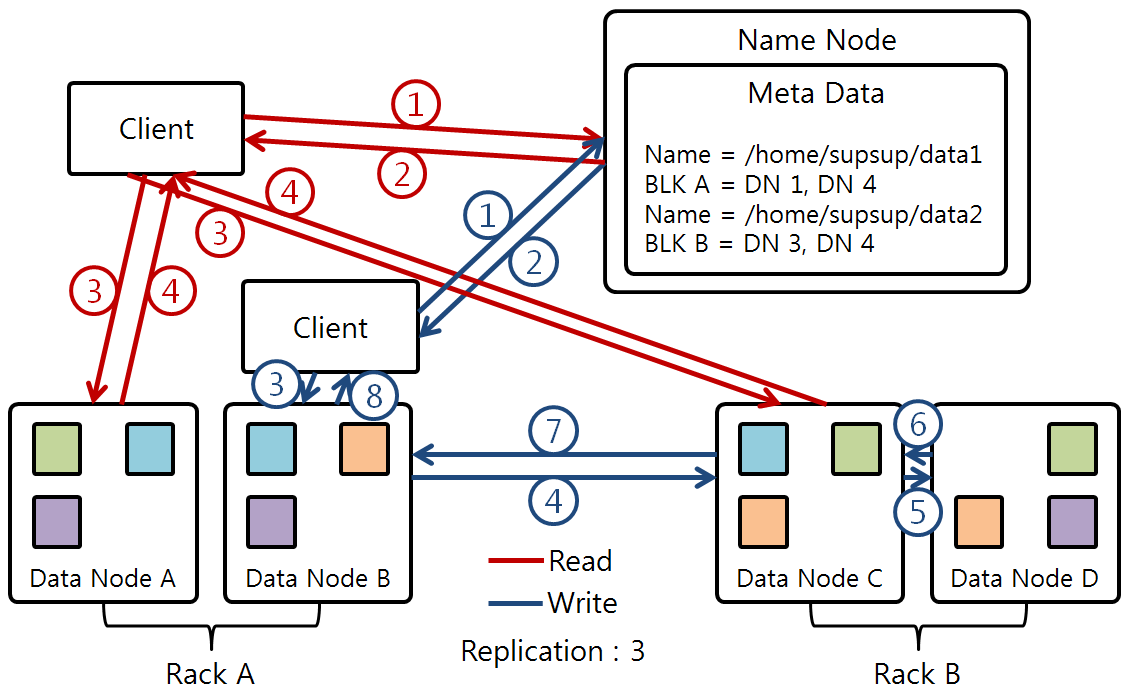 Name Node
Meta Data
Name = /home/supsup/data1
BLK A = DN 1, DN 4
Name = /home/supsup/data2
BLK B = DN 3, DN 4
Client
1
2
4
3
3
4
1
2
Client
3
8
7
4
6
5
Data Node A
Data Node B
Data Node C
Data Node D
Read
Write
Replication : 3
Rack A
Rack B